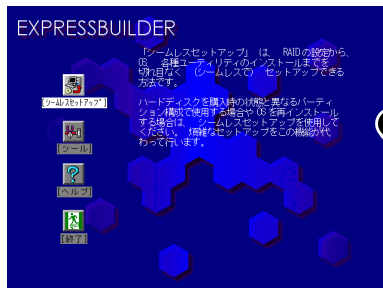 EXPRESSBUILDER
「シームレスセットアップ」 は、 RAIDの設定から、
OS、各種ユーティリティのインストールまでを
切れ目なく (シームレスで) セットアップできる
方法です。
ハードディスクを購入時の状態と異なるパーティ
ション構成で使用する場合や OSを再インストール
する場合は、 シームレスセットアップを使用して
ください。 煩雑なセットアップをこの機能が代
わって行います。
[シームレスセットアップ]
[ツール]
[ヘルプ]
[終了]